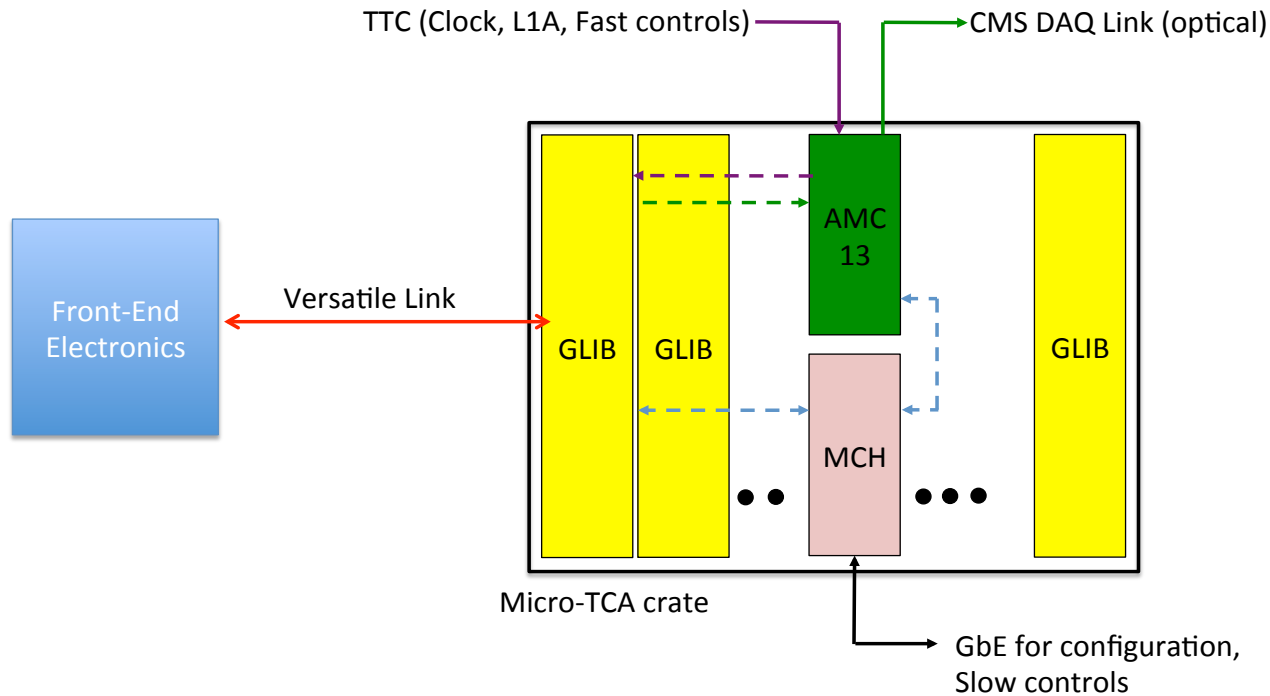 TTC (Clock, L1A, Fast controls)
CMS DAQ Link (optical)
AMC
13
Front-End
Electronics
Versatile Link
GLIB
GLIB
GLIB
MCH
Micro-TCA crate
GbE for configuration,
Slow controls